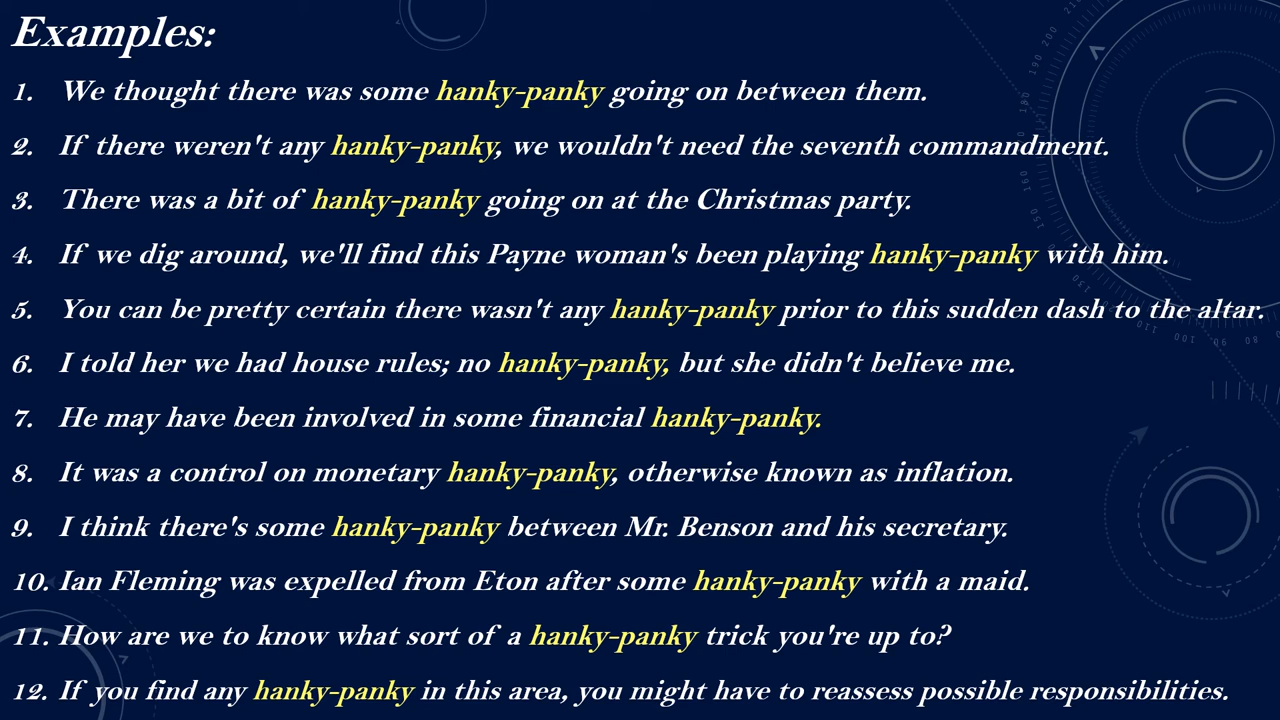 Examples:
1. We thought there was some hanky-panky going on between them.
2. If there weren't any hanky-panky, we wouldn't need the seventh commandment.
3. There was a bit of hanky-panky going on at the Christmas party.
4. If we dig around, we'll find this Payne woman's been playing hanky-panky with him.
5. You can be pretty certain there wasn't any hanky-panky prior to this sudden dash to the altar.
6. I told her we had house rules; no hanky-panky, but she didn't believe me.
7. He may have been involved in some financial hanky-panky.
8. It was a control on monetary hanky-panky, otherwise known as inflation.
9. I think there's some hanky-panky between Mr. Benson and his secretary.
10. Ian Fleming was expelled from Eton after some hanky-panky with a maid.
11. How are we to know what sort of a hanky-panky trick you're up to?
12. If you find any hanky-panky in this area, you might have to reassess possible responsibilities.